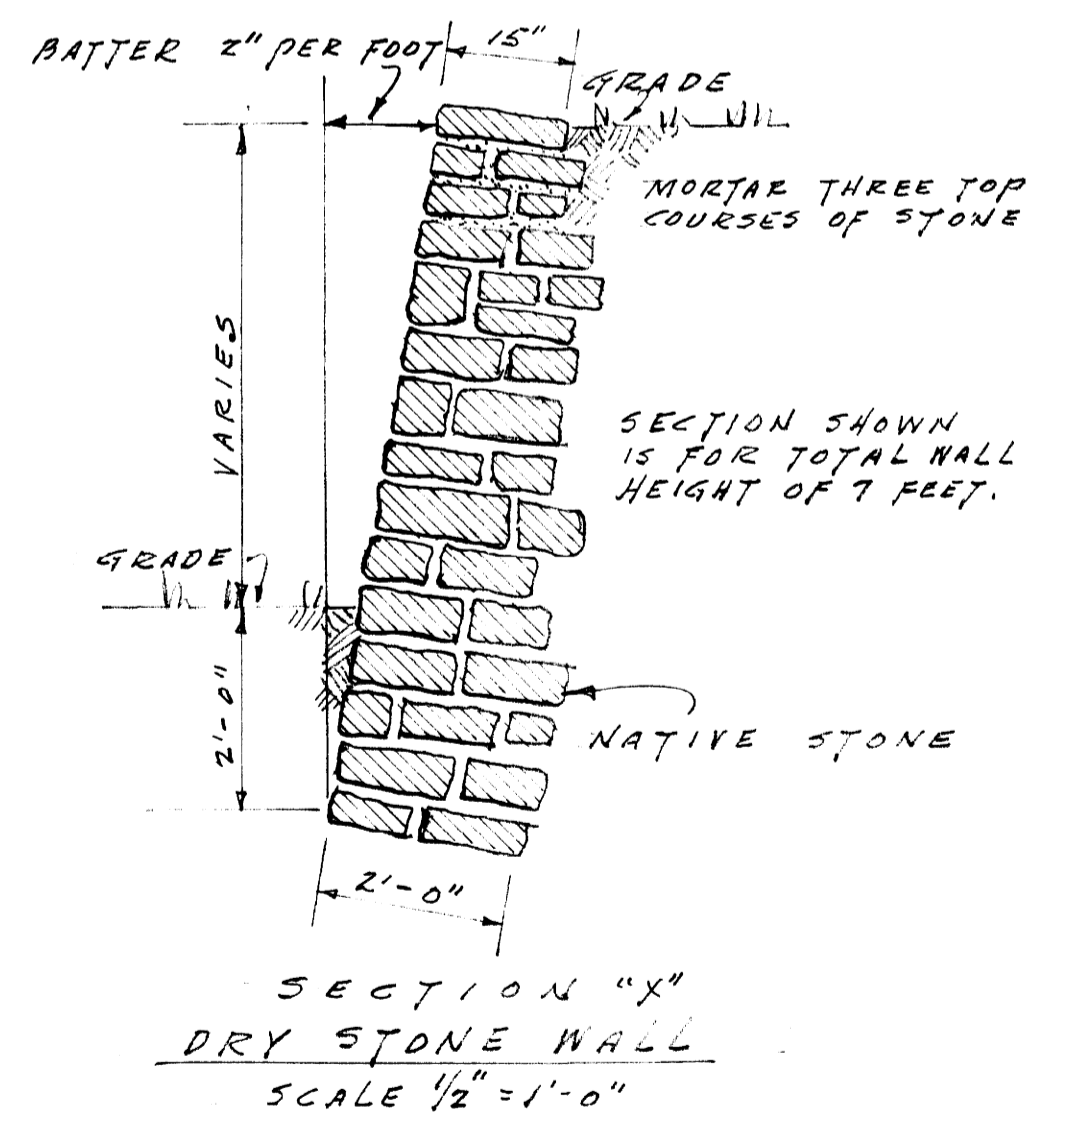 BATTER 2" PER FOOT
15"
GRADE
MORTAR THREE TOP
COURSES OF STONE
VARIES
SECTION SHOWN
IS FOR TOTAL WALL
HEIGHT OF 7 FEET.
GRADE
2'-0"
NATIVE STONE
2'-0"
SECTION "X"
DRY STONE WALL
SCALE 1/2" = 1'-0"